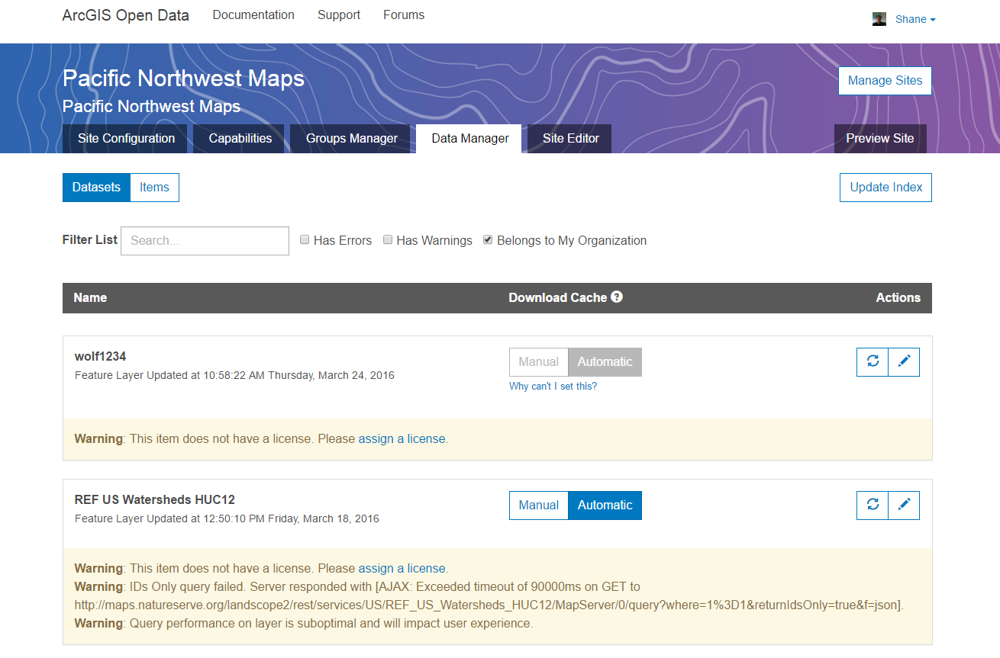 ArcGIS Open Data Documentation Support Forums Shane
Pacific Northwest Maps
Manage Sites
Pacific Northwest Maps
Site Configuration Capabilities Groups Manager Data Manager Site Editor Preview Site
Datasets Items Update Index
Filter List Search... Has Errors Has Warnings Belongs to My Organization
Name Download Cache ? Actions
wolf1234 Manual Automatic
Feature Layer Updated at 10:58:22 AM Thursday, March 24, 2016
Why can't I set this?
Warning: This item does not have a license. Please assign a license.
REF US Watersheds HUC12 Manual Automatic
Feature Layer Updated at 12:50:10 PM Friday, March 18, 2016
Warning: This item does not have a license. Please assign a license.
Warning: IDs Only query failed. Server responded with [AJAX: Exceeded timeout of 90000ms on GET to
http://maps.natureserve.org/landscope2/rest/services/US/REF_US_Watersheds_HUC12/MapServer/0/query?where=1%3D1&returnIdsOnly=true&f=json].
Warning: Query performance on layer is suboptimal and will impact user experience.